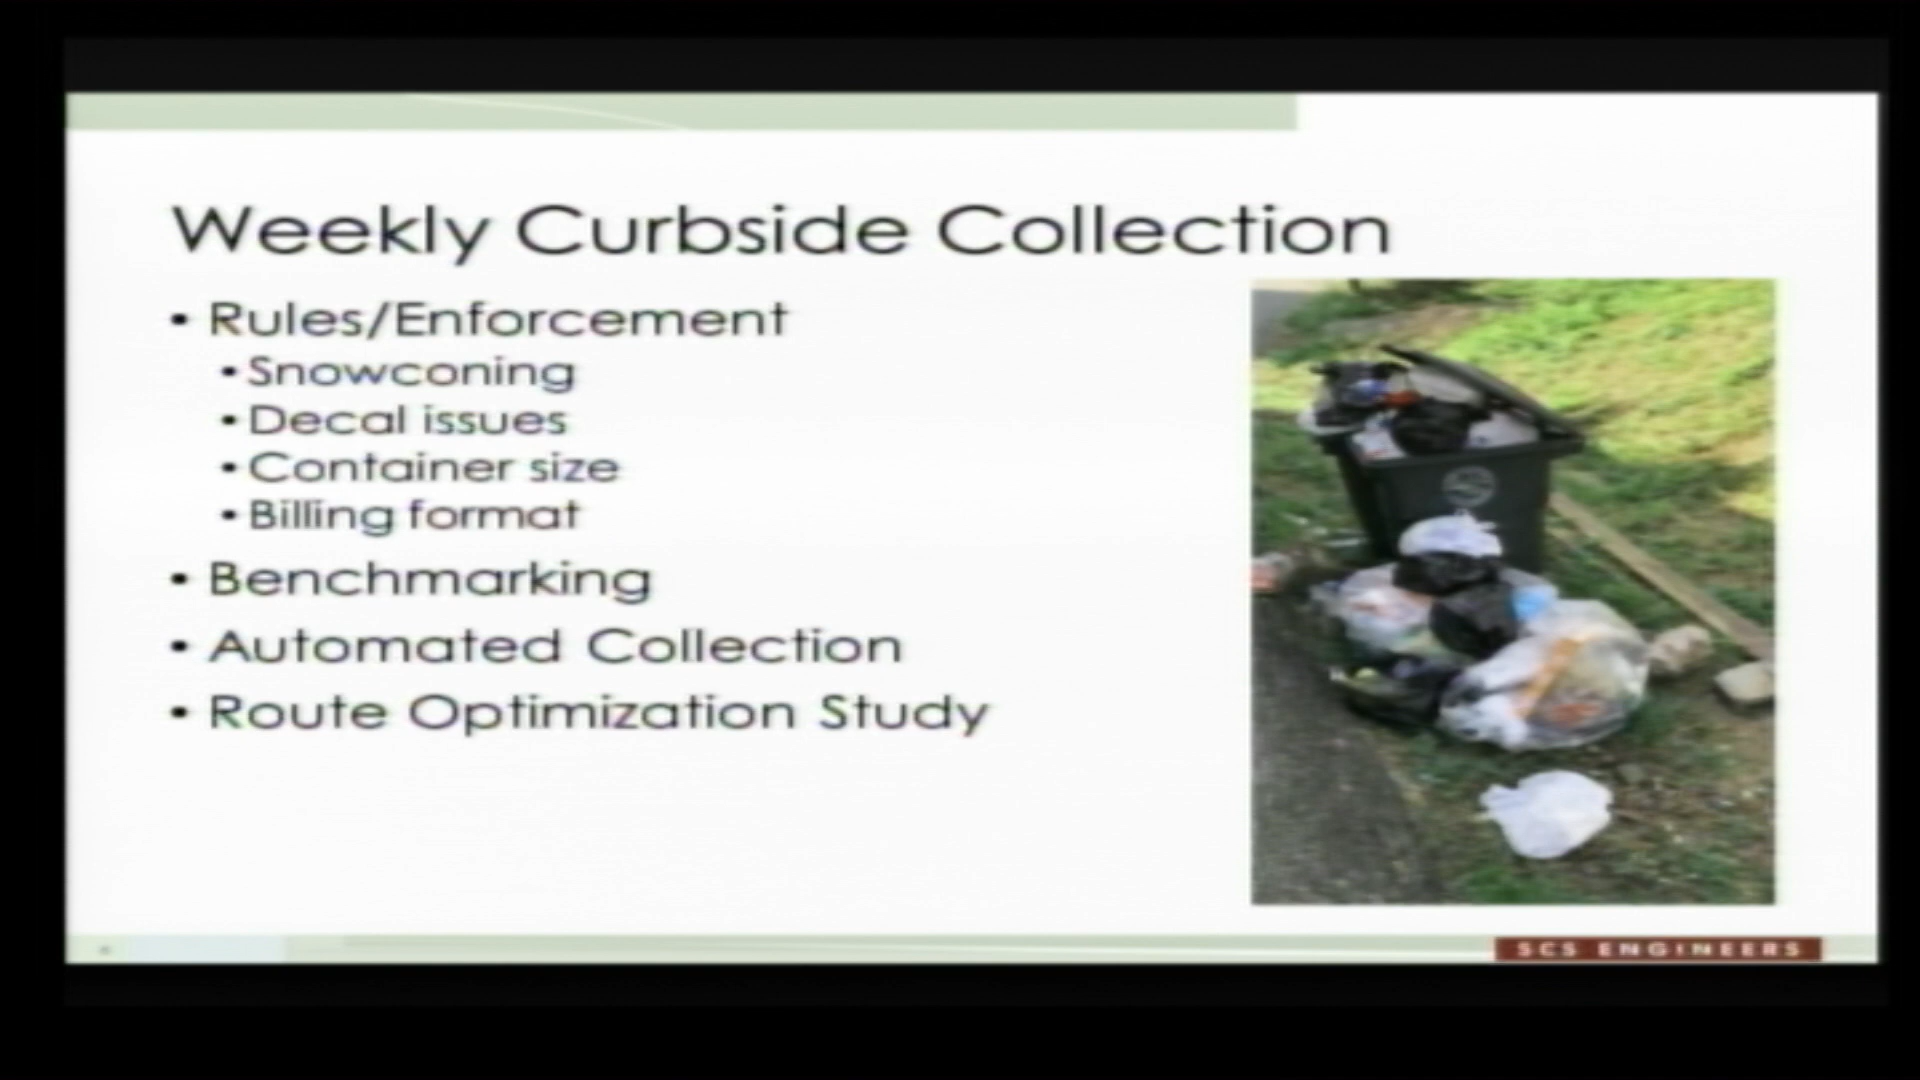 Weekly Curbside Collection
• Rules/Enforcement
• Snowconing
• Decal issues
• Container size
• Billing format
• Benchmarking
• Automated Collection
• Route Optimization Study
SCS ENGINEERS